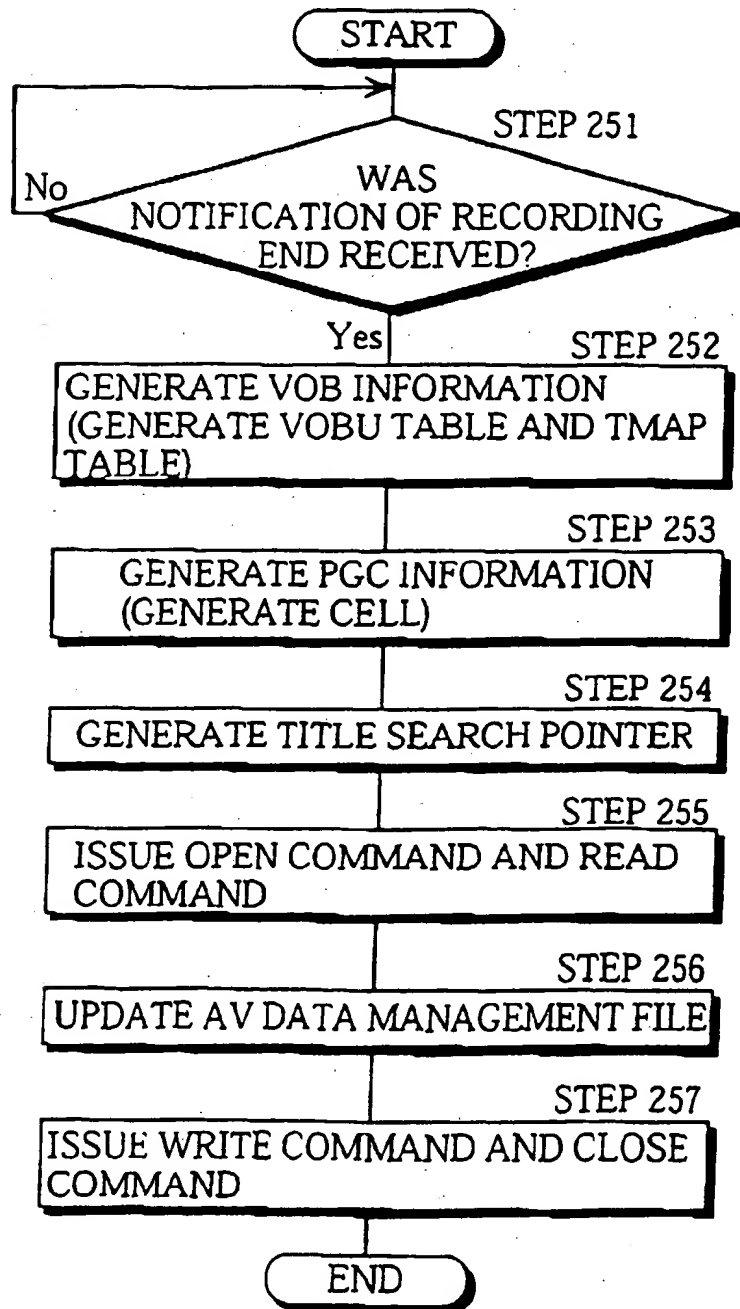 START
STEP 251
No
WAS
NOTIFICATION OF RECORDING
END RECEIVED?
Yes
STEP 252
GENERATE VOB INFORMATION
(GENERATE VOBU TABLE AND TMAP
TABLE)
STEP 253
GENERATE PGC INFORMATION
(GENERATE CELL)
STEP 254
GENERATE TITLE SEARCH POINTER
STEP 255
ISSUE OPEN COMMAND AND READ
COMMAND
STEP 256
UPDATE AV DATA MANAGEMENT FILE
STEP 257
ISSUE WRITE COMMAND AND CLOSE
COMMAND
END